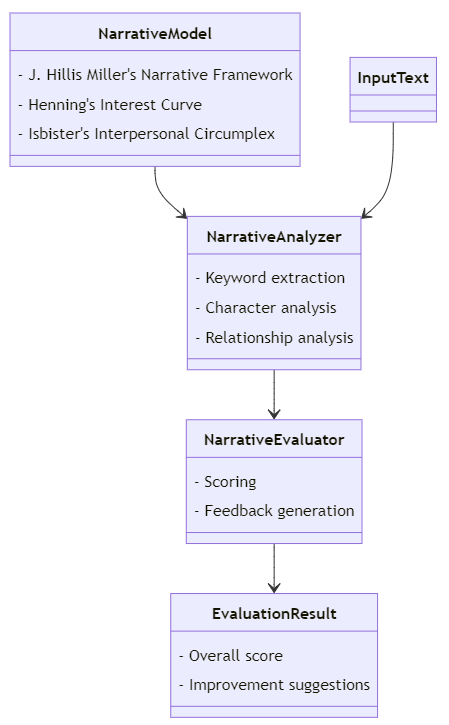 NarrativeModel
- J. Hillis Miller's Narrative Framework
- Henning's Interest Curve
- Isbister's Interpersonal Circumplex
InputText
NarrativeAnalyzer
- Keyword extraction
- Character analysis
- Relationship analysis
NarrativeEvaluator
- Scoring
- Feedback generation
EvaluationResult
- Overall score
- Improvement suggestions